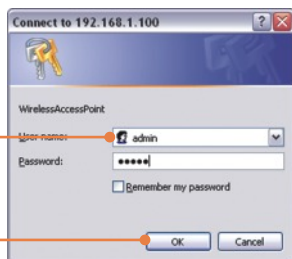 Connect to 192.168.1.100
WirelessAccessPoint
User name:
admin
Password:
•••••
Remember my password
OK
Cancel